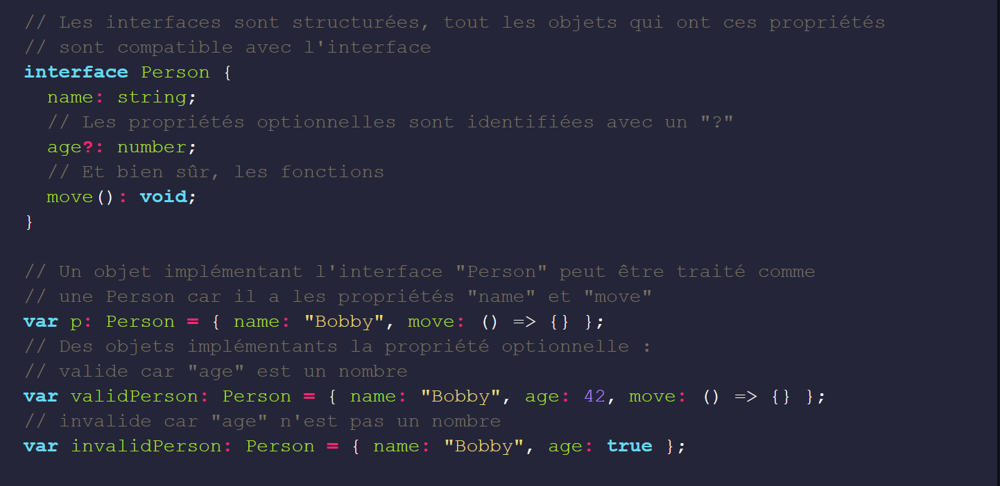 // Les interfaces sont structurées, tout les objets qui ont ces propriétés
// sont compatible avec l'interface
interface Person {
  name: string;
  // Les propriétés optionnelles sont identifiées avec un "?"
  age?: number;
  // Et bien sûr, les fonctions
  move(): void;
}

// Un objet implémentant l'interface "Person" peut être traité comme
// une Person car il a les propriétés "name" et "move"
var p: Person = { name: "Bobby", move: () => {} };
// Des objets implémentants la propriété optionnelle :
// valide car "age" est un nombre
var validPerson: Person = { name: "Bobby", age: 42, move: () => {} };
// invalide car "age" n'est pas un nombre
var invalidPerson: Person = { name: "Bobby", age: true };